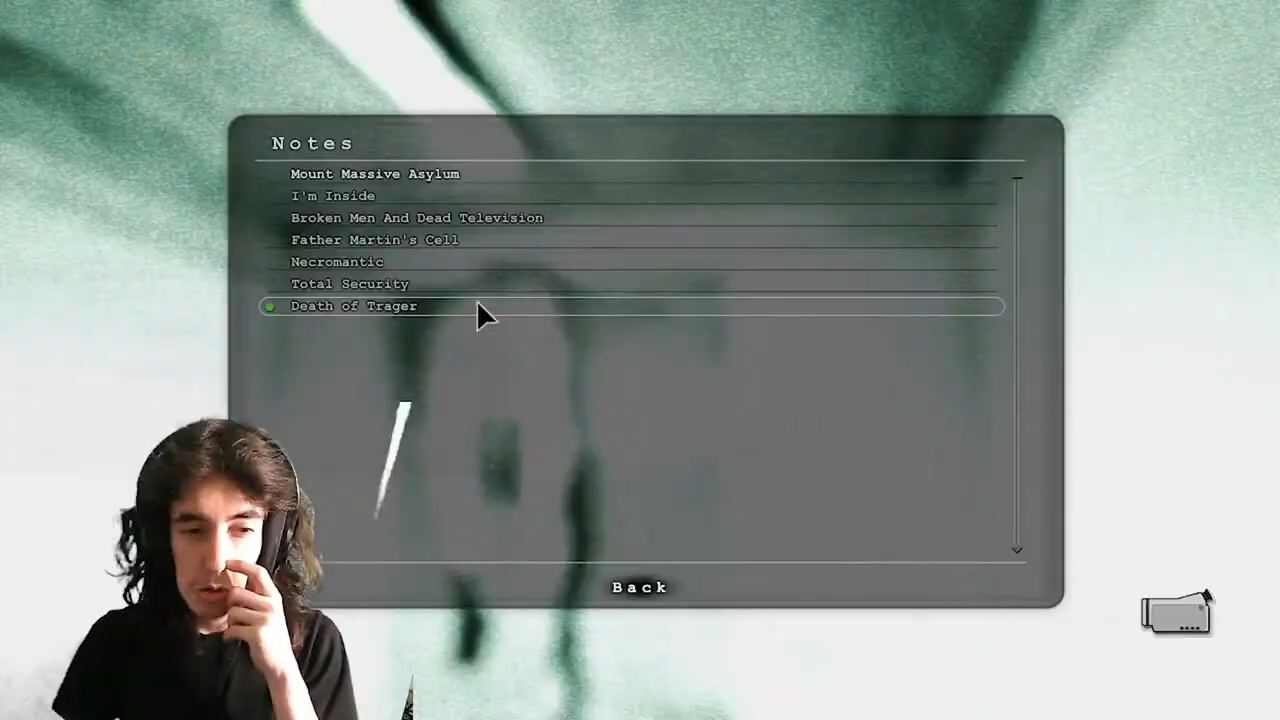 Notes
Mount Massive Asylum
I'm Inside
Broken Men And Dead Television
Father Martin's Cell
Necromantic
Total Security
Death of Trager
Back